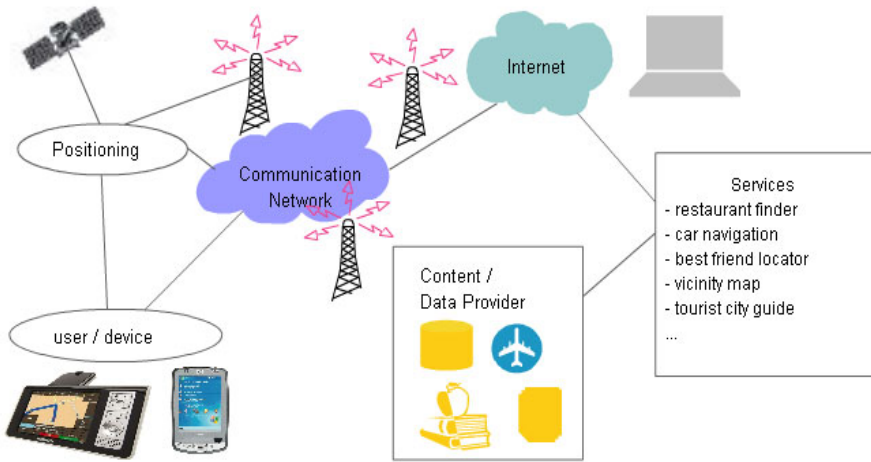 Internet
Positioning
Communication
Network
Services
- restaurant finder
- car navigation
- best friend locator
- vicinity map
- tourist city guide
...
Content /
Data Provider
user / device